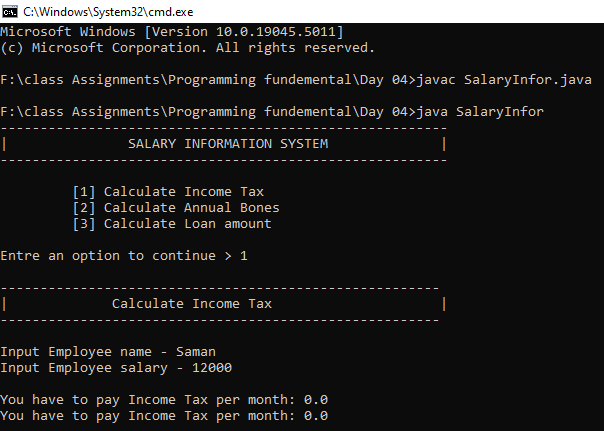 C:\Windows\System32\cmd.exe
Microsoft Windows [Version 10.0.19045.5011]
(c) Microsoft Corporation. All rights reserved.
F:\class Assignments\Programming fundemental\Day 04>javac SalaryInfor.java
F:\class Assignments\Programming fundemental\Day 04>java SalaryInfor
--------------------------------------------------------
|               SALARY INFORMATION SYSTEM              |
--------------------------------------------------------
[1] Calculate Income Tax
[2] Calculate Annual Bones
[3] Calculate Loan amount
Entre an option to continue > 1
-------------------------------------------------------
|             Calculate Income Tax                     |
-------------------------------------------------------
Input Employee name - Saman
Input Employee salary - 12000
You have to pay Income Tax per month: 0.0
You have to pay Income Tax per month: 0.0